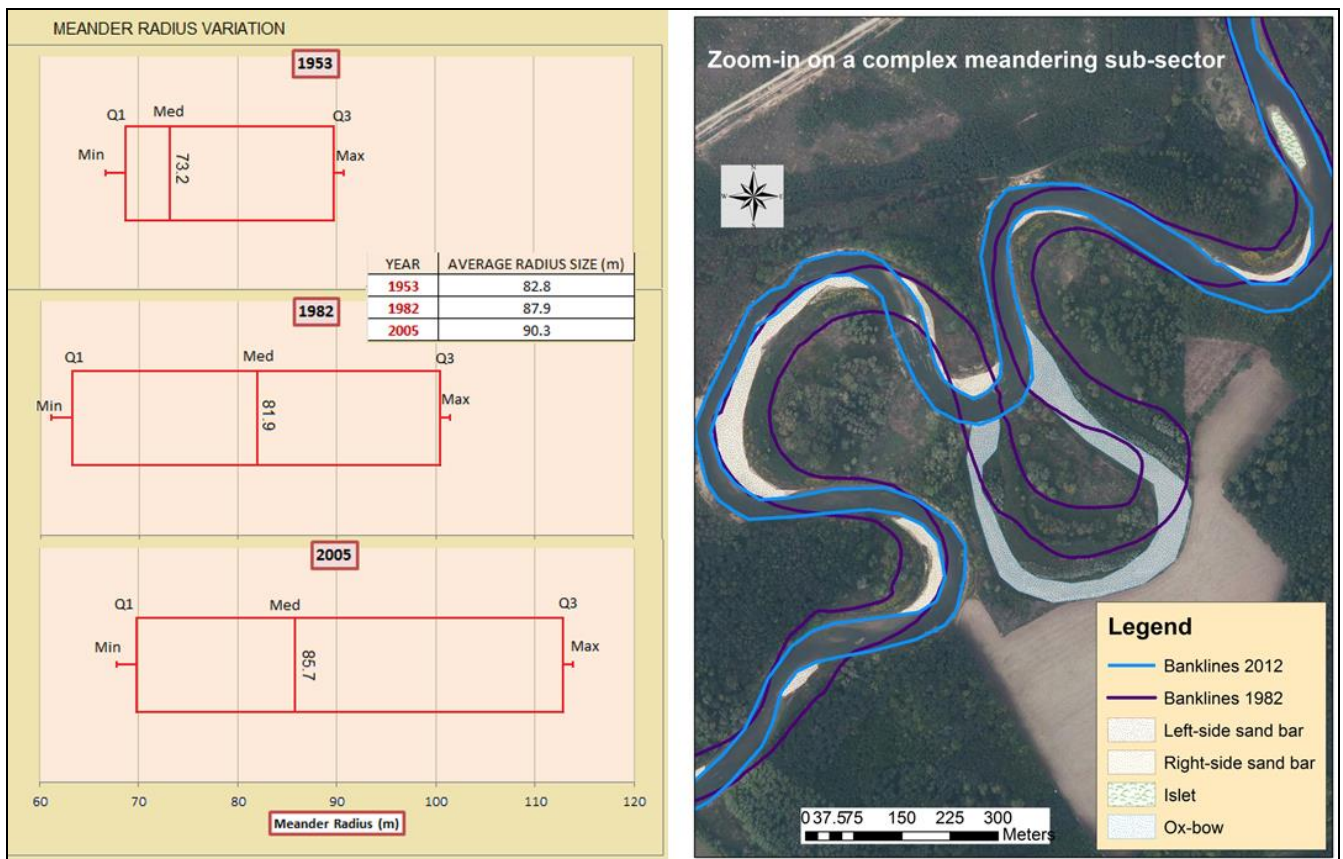 MEANDER RADIUS VARIATION
1953
Q1
Med
Q3
Min
73.2
Max
YEAR AVERAGE RADIUS SIZE (m)
1953 82.8
1982 87.9
2005 90.3
1982
Q1
Med
Q3
Min
81.9
Max
2005
Q1
Med
Q3
Min
85.7
Max
60 70 80 90 100 110 120
Meander Radius (m)
Zoom-in on a complex meandering sub-sector
N
W E
S
Legend
Banklines 2012
Banklines 1982
Left-side sand bar
Right-side sand bar
Islet
Ox-bow
0 37.575 150 225 300
Meters